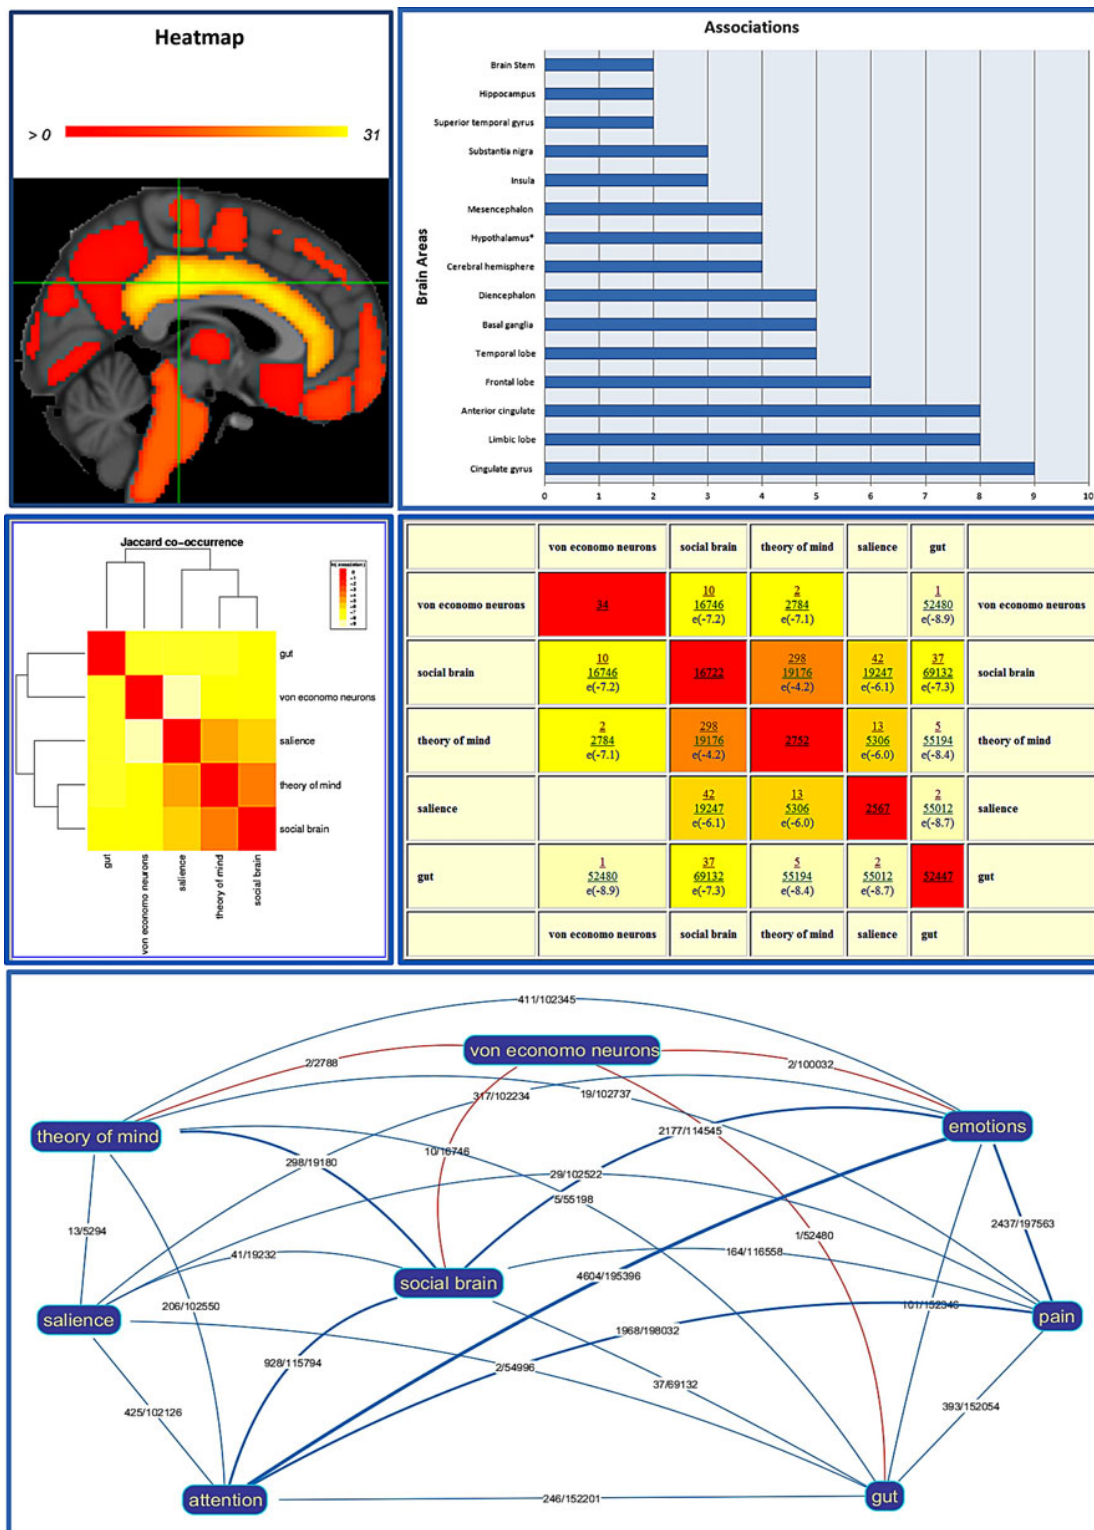 Heatmap
> 0
31
Associations
Brain Areas
Brain Stem
Hippocampus
Superior temporal gyrus
Substantia nigra
Insula
Mesencephalon
Hypothalamus*
Cerebral hemisphere
Diencephalon
Basal ganglia
Temporal lobe
Frontal lobe
Anterior cingulate
Limbic lobe
Cingulate gyrus
0 1 2 3 4 5 6 7 8 9 10
Jaccard co-occurrence
gut
von economo neurons
salience
theory of mind
social brain
gut
von economo neurons
salience
theory of mind
social brain
von economo neurons social brain theory of mind salience gut
von economo neurons 34 10 2 1 von economo neurons
16746 2784 52480
e(-7.2) e(-7.1) e(-8.9)
social brain 10 16722 298 42 37 social brain
16746 19176 19247 69132
e(-7.2) e(-4.2) e(-6.1) e(-7.3)
theory of mind 2 298 2752 13 5 theory of mind
2784 19176 5306 55194
e(-7.1) e(-4.2) e(-6.0) e(-8.4)
salience 42 13 2567 2 salience
19247 5306 55012
e(-6.1) e(-6.0) e(-8.7)
gut 1 37 5 2 52447 gut
52480 69132 55194 55012
e(-8.9) e(-7.3) e(-8.4) e(-8.7)
von economo neurons social brain theory of mind salience gut
411/102345
von economo neurons
2/2788
2/100032
317/102234
19/102737
theory of mind
emotions
2177/114545
10/16746
298/19180
29/102522
5/55198
13/5294
2437/197563
1/52480
41/19232
164/116558
social brain
4604/195396
206/102550
101/152346
salience
pain
1968/198032
928/115794
2/54996
37/69132
425/102126
393/152054
attention
246/152201
gut